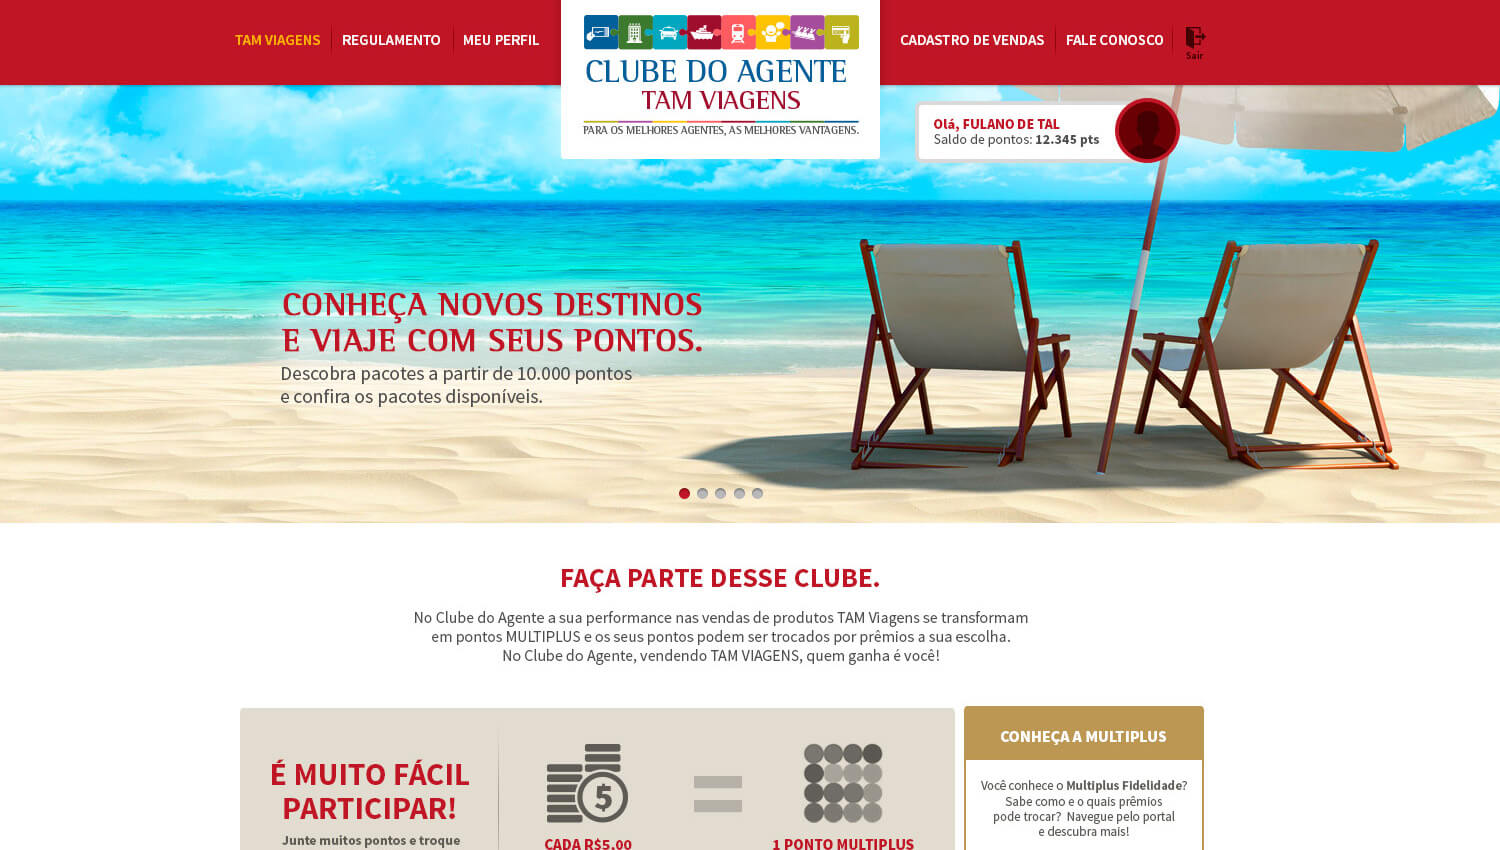 TAM VIAGENS
REGULAMENTO
MEU PERFIL
CLUBE DO AGENTE
TAM VIAGENS
PARA OS MELHORES AGENTES, AS MELHORES VANTAGENS.
CADASTRO DE VENDAS
FALE CONOSCO
Sair
Olá, FULANO DE TAL
Saldo de pontos: 12.345 pts
CONHEÇA NOVOS DESTINOS
E VIAJE COM SEUS PONTOS.
Descobra pacotes a partir de 10.000 pontos
e confira os pacotes disponíveis.
FAÇA PARTE DESSE CLUBE.
No Clube do Agente a sua performance nas vendas de produtos TAM Viagens se transformam
em pontos MULTIPLUS e os seus pontos podem ser trocados por prêmios a sua escolha.
No Clube do Agente, vendendo TAM VIAGENS, quem ganha é você!
É MUITO FÁCIL
PARTICIPAR!
Junte muitos pontos e troque
$
CADA R$5,00
1 PONTO MULTIPLUS
CONHEÇA A MULTIPLUS
Você conhece o Multiplus Fidelidade?
Sabe como e o quais prêmios
pode trocar? Navegue pelo portal
e descubra mais!